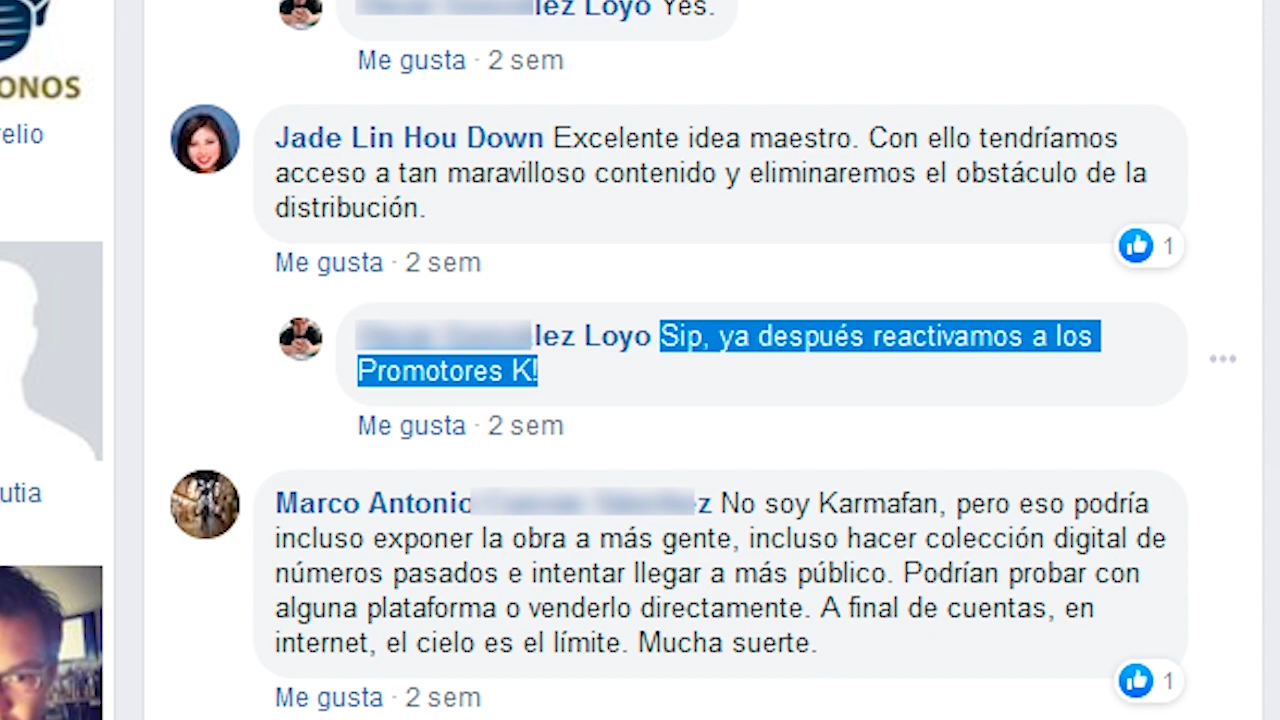 lez Loyo Yes.
Me gusta · 2 sem
ONOS
elio
Jade Lin Hou Down Excelente idea maestro. Con ello tendríamos
acceso a tan maravilloso contenido y eliminaremos el obstáculo de la
distribución.
1
Me gusta · 2 sem
lez Loyo Sip, ya después reactivamos a los
Promotores K!
Me gusta · 2 sem
utia
Marco Antonio z No soy Karmafan, pero eso podría
incluso exponer la obra a más gente, incluso hacer colección digital de
números pasados e intentar llegar a más público. Podrían probar con
alguna plataforma o venderlo directamente. A final de cuentas, en
internet, el cielo es el límite. Mucha suerte.
1
Me gusta · 2 sem